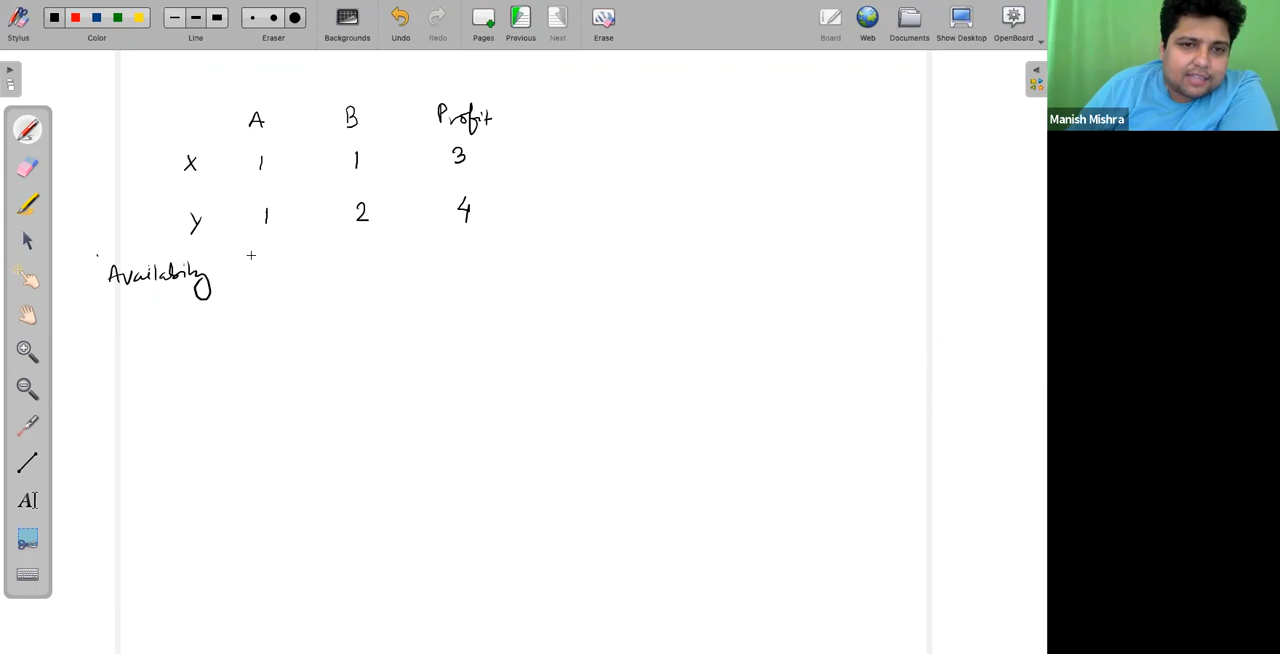 Stylus Color Line Eraser Backgrounds Undo Redo Pages Previous Next Erase Board Web Documents Show Desktop OpenBoard
Manish Mishra
A B Profit
X 1 1 3
y 1 2 4
Availability
AI